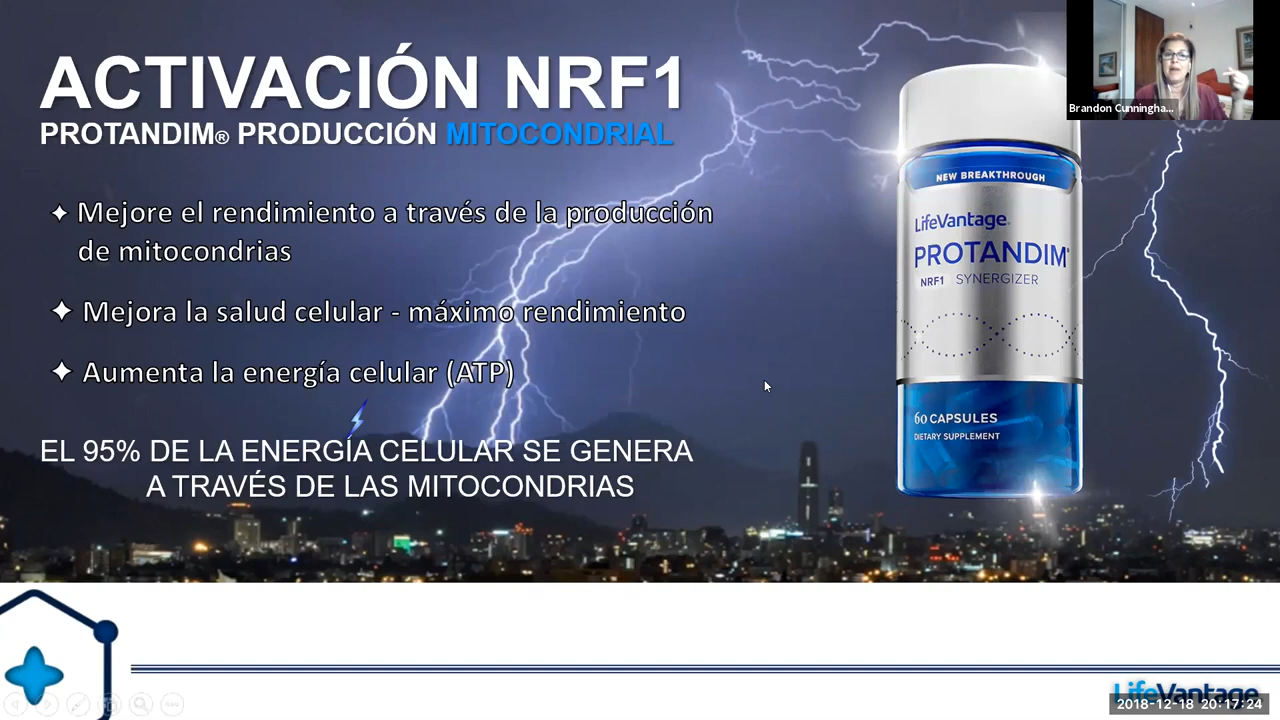 ACTIVACIÓN NRF1
PROTANDIM® PRODUCCIÓN MITOCONDRIAL
Mejore el rendimiento a través de la producción
de mitocondrias
Mejora la salud celular - máximo rendimiento
Aumenta la energía celular (ATP)
EL 95% DE LA ENERGÍA CELULAR SE GENERA
A TRAVÉS DE LAS MITOCONDRIAS
Brandon Cunningha...
NEW BREAKTHROUGH
LifeVantage®
PROTANDIM®
NRF1 SYNERGIZER
60 CAPSULES
DIETARY SUPPLEMENT
LifeVantage
2018-12-18 20:17:24